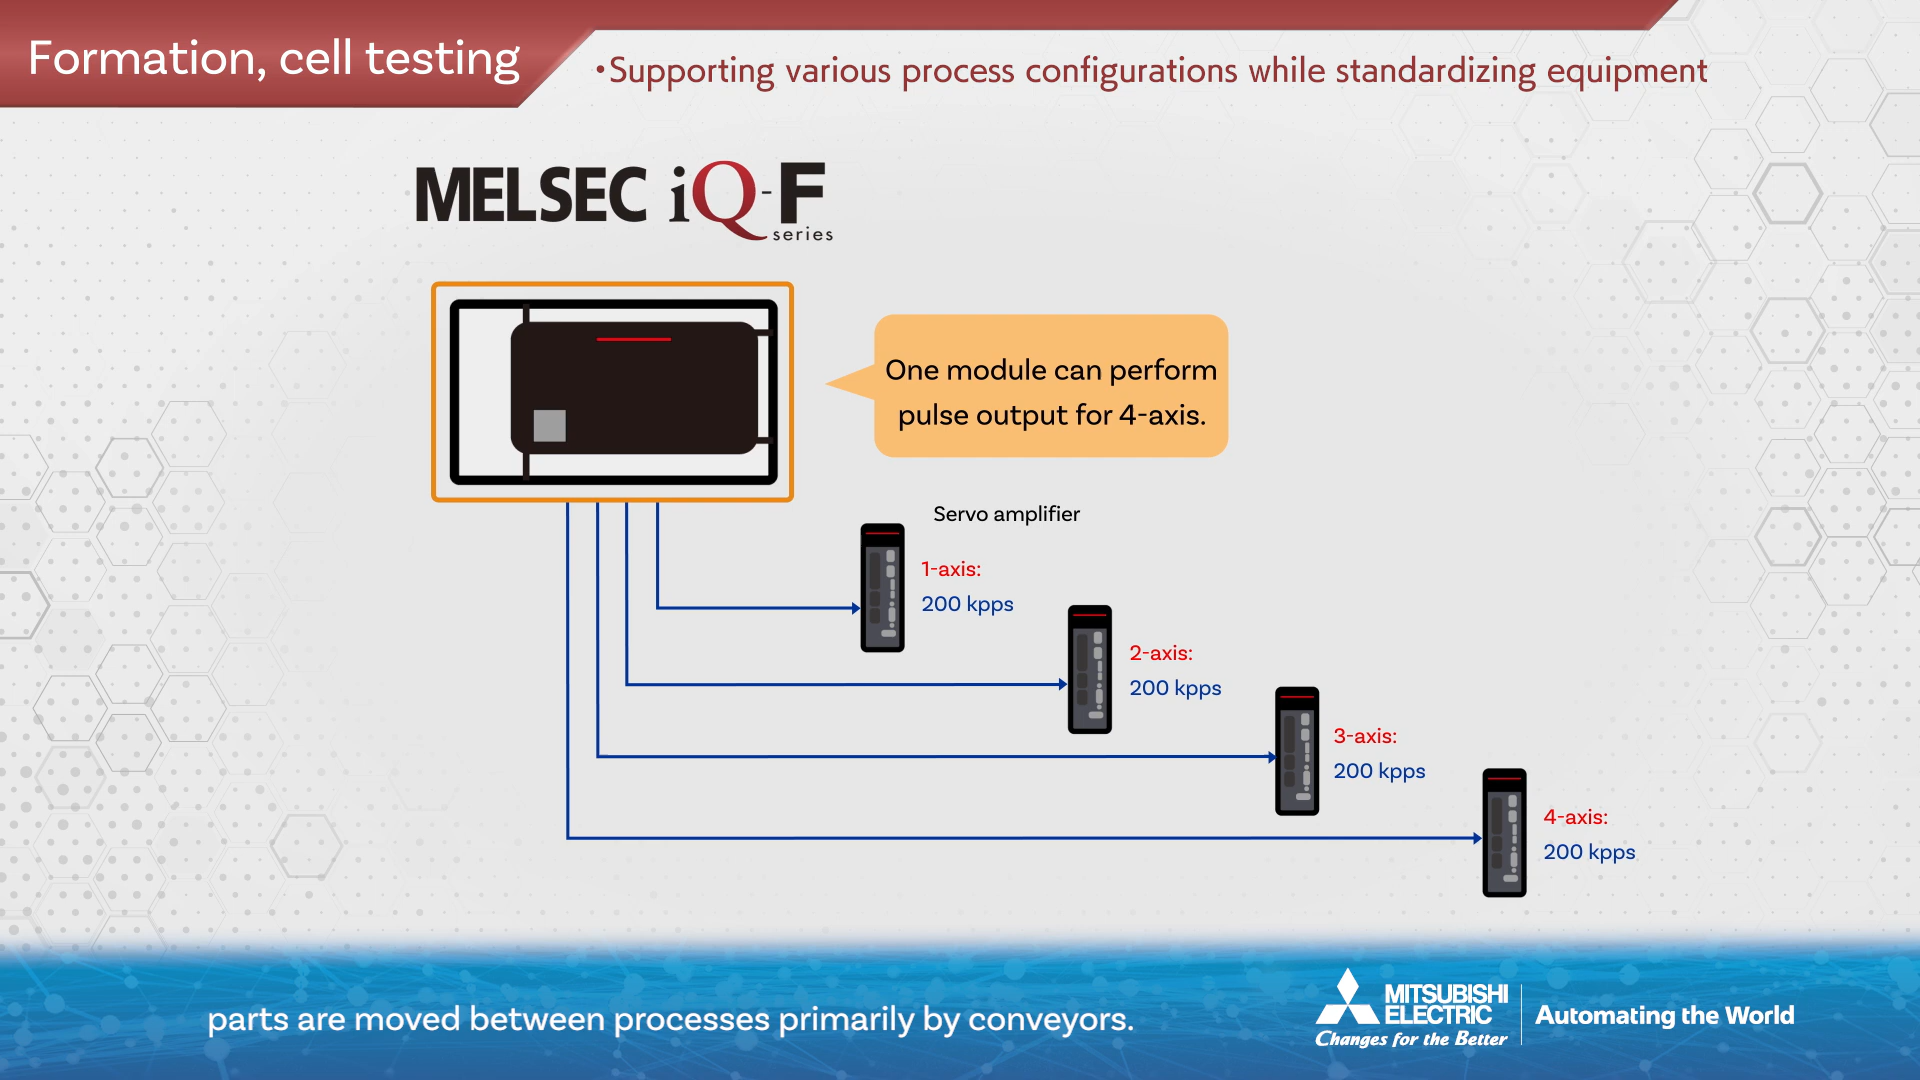 Formation, cell testing
•Supporting various process configurations while standardizing equipment
MELSEC iQ-F
series
One module can perform
pulse output for 4-axis.
Servo amplifier
1-axis:
200 kpps
2-axis:
200 kpps
3-axis:
200 kpps
4-axis:
200 kpps
parts are moved between processes primarily by conveyors.
MITSUBISHI
ELECTRIC
Changes for the Better
Automating the World